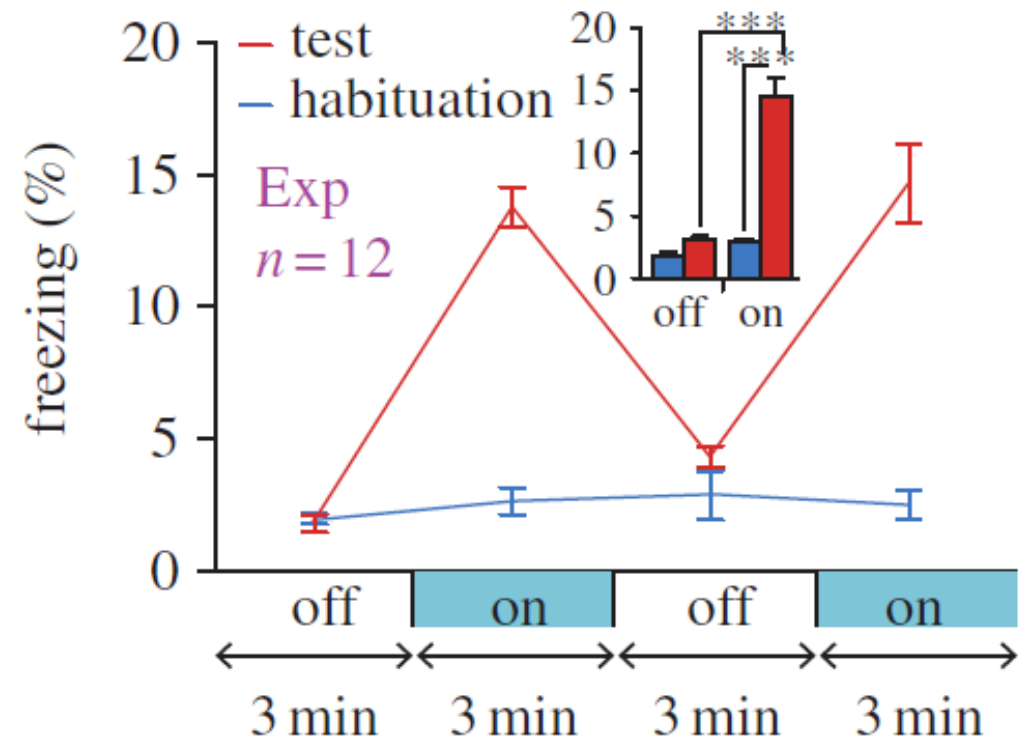 freezing (%)
20
15
10
5
0
test
habituation
Exp
n = 12
20
15
10
5
0
***
***
off on
off on off on
3 min 3 min 3 min 3 min